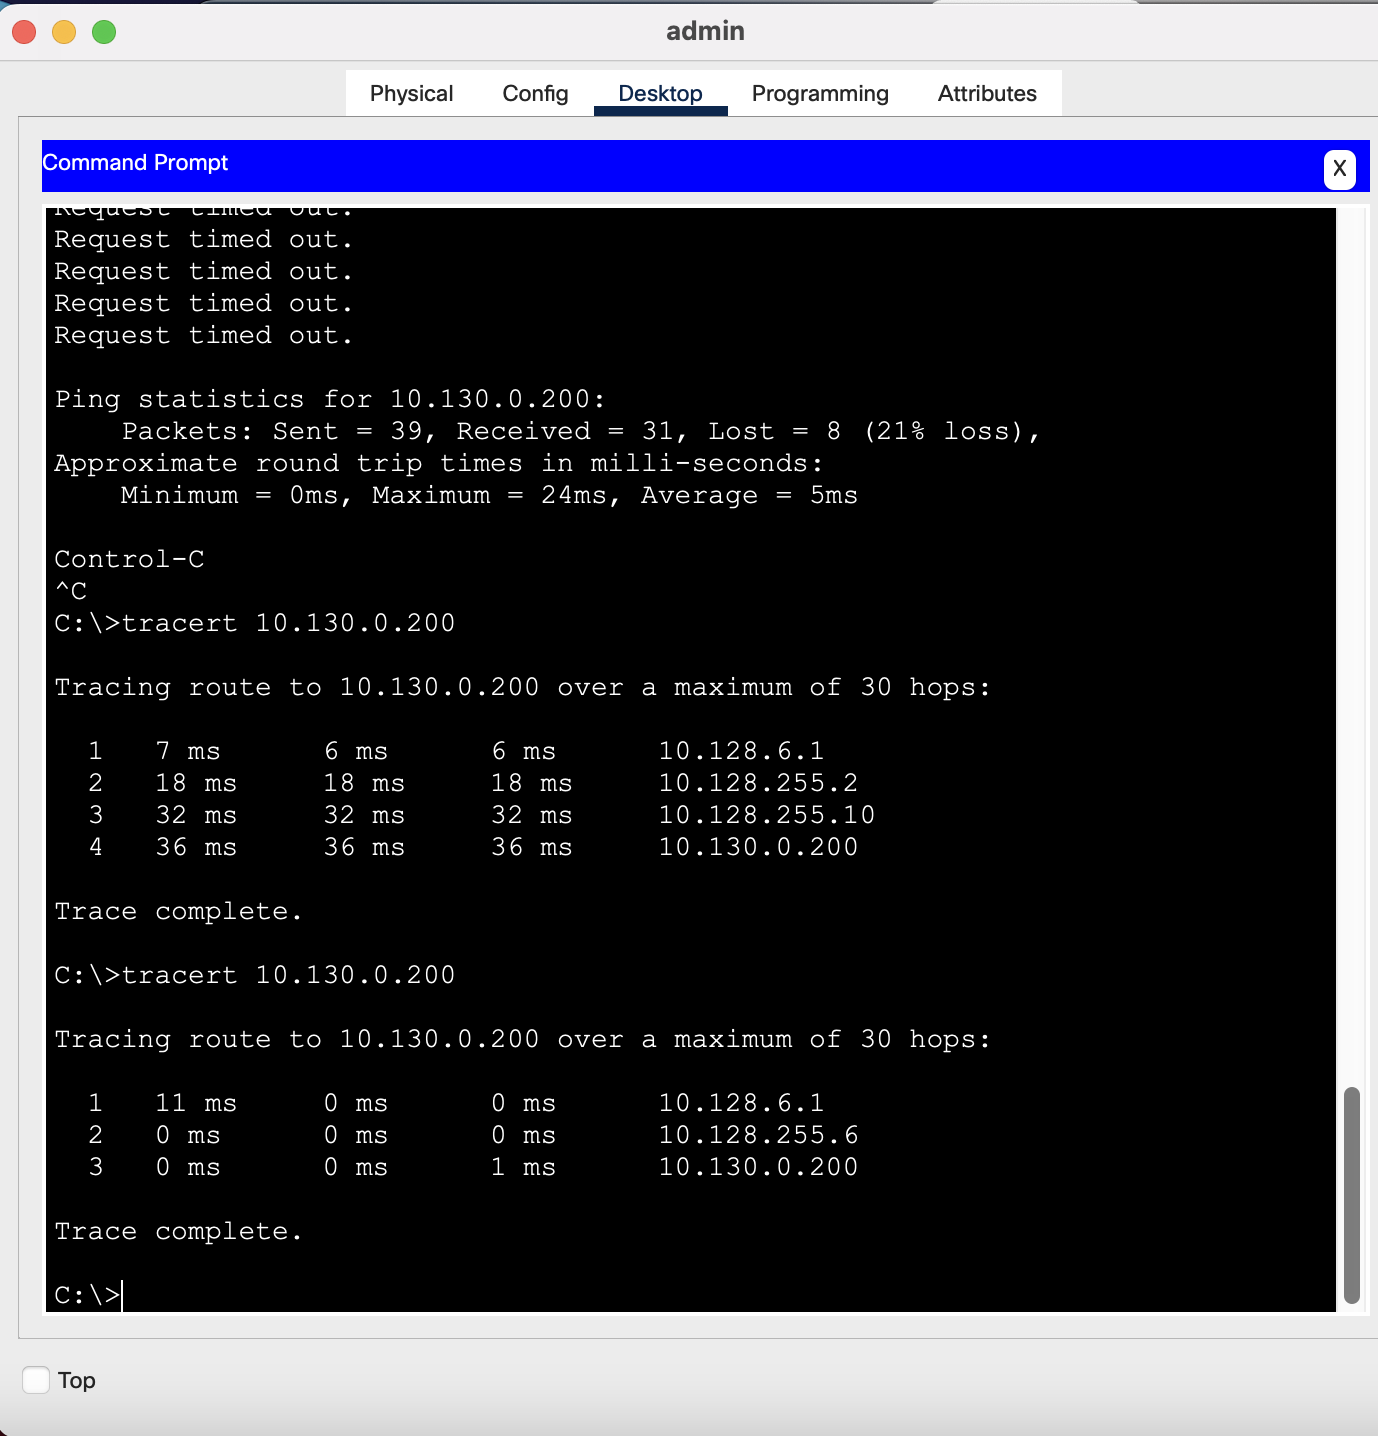 admin
Physical Config Desktop Programming Attributes
Command Prompt
X
Request timed out.
Request timed out.
Request timed out.
Request timed out.
Request timed out.
Ping statistics for 10.130.0.200:
Packets: Sent = 39, Received = 31, Lost = 8 (21% loss),
Approximate round trip times in milli-seconds:
Minimum = 0ms, Maximum = 24ms, Average = 5ms
Control-C
^C
C:\>tracert 10.130.0.200
Tracing route to 10.130.0.200 over a maximum of 30 hops:
1 7 ms 6 ms 6 ms 10.128.6.1
2 18 ms 18 ms 18 ms 10.128.255.2
3 32 ms 32 ms 32 ms 10.128.255.10
4 36 ms 36 ms 36 ms 10.130.0.200
Trace complete.
C:\>tracert 10.130.0.200
Tracing route to 10.130.0.200 over a maximum of 30 hops:
1 11 ms 0 ms 0 ms 10.128.6.1
2 0 ms 0 ms 0 ms 10.128.255.6
3 0 ms 0 ms 1 ms 10.130.0.200
Trace complete.
C:\>
Top